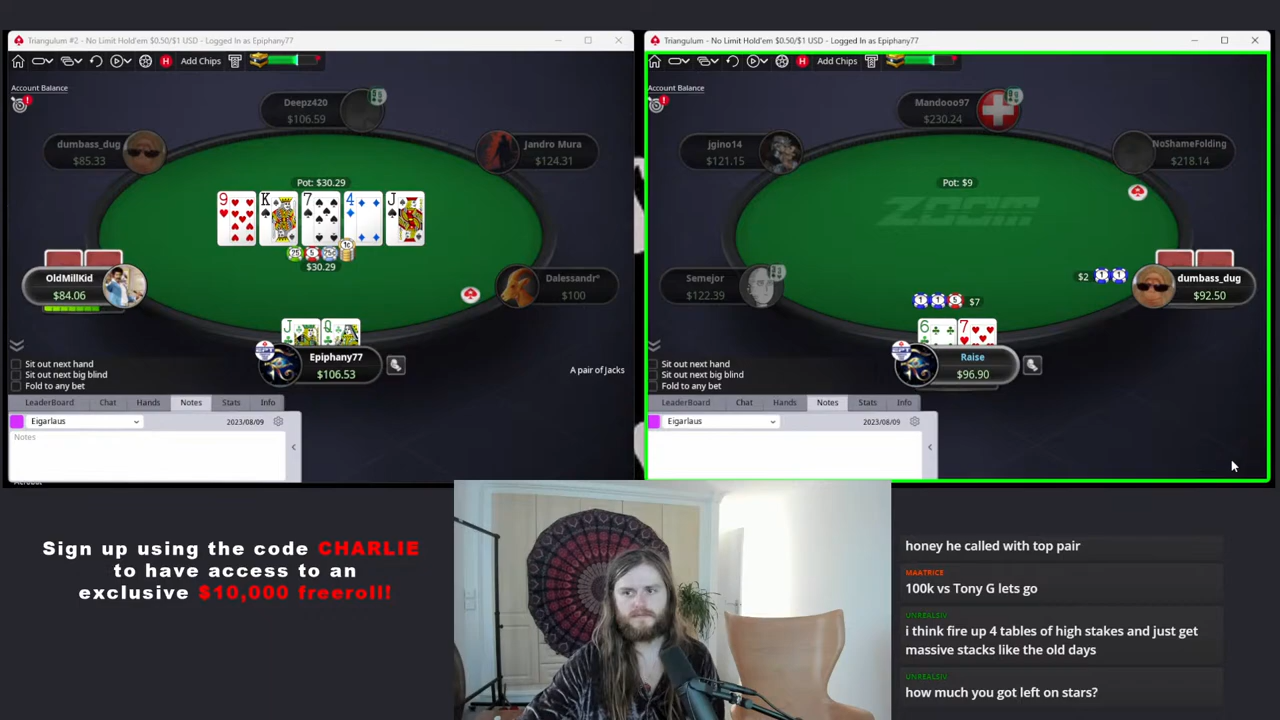 Triangulum #2 - No Limit Hold'em $0.50/$1 USD - Logged In as Epiphany77
H
Add Chips
Account Balance
Deepz420
$106.59
dumbass_dug
$85.33
Jandro Mura
$124.31
Pot: $30.29
9 K 7 4 J
$30.29
OldMillKid
$84.06
Dalessandr°
$100
J Q
Epiphany77
$106.53
Sit out next hand
Sit out next big blind
Fold to any bet
A pair of Jacks
LeaderBoard Chat Hands Notes Stats Info
Eigarlaus
2023/08/09
Notes
Triangulum - No Limit Hold'em $0.50/$1 USD - Logged In as Epiphany77
H
Add Chips
Account Balance
Mandooo97
$230.24
jgino14
$121.15
NoShameFolding
$218.14
Pot: $9
ZOOM
Semejor
$122.39
$2
dumbass_dug
$92.50
$7
6 7
Raise
$96.90
Sit out next hand
Sit out next big blind
Fold to any bet
LeaderBoard Chat Hands Notes Stats Info
Eigarlaus
2023/08/09
Sign up using the code CHARLIE
to have access to an
exclusive $10,000 freeroll!
honey he called with top pair
MAATRICE
100k vs Tony G lets go
UNREALSIV
i think fire up 4 tables of high stakes and just get
massive stacks like the old days
UNREALSIV
how much you got left on stars?